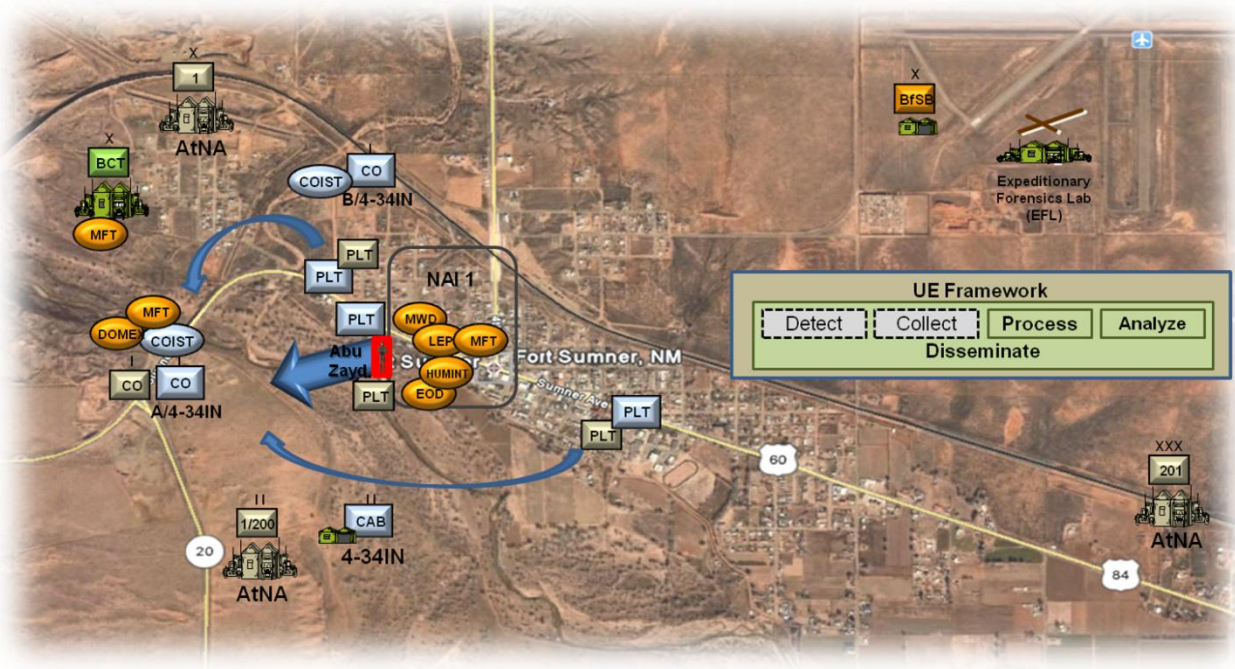 X
1
AtNA
X
BCT
MFT
COIST
CO
B/4-34IN
X
BfSB
Expeditionary
Forensics Lab
(EFL)
PLT
PLT
NAI 1
PLT
MWD
LEP
MFT
HUMINT
EOD
Abu
Zayd
PLT
Fort Sumner, NM
Sumner Ave
MFT
DOMEX
COIST
CO
CO
A/4-34IN
UE Framework
Detect
Collect
Process
Analyze
Disseminate
PLT
PLT
60
XXX
201
AtNA
II
1/200
AtNA
II
CAB
4-34IN
20
84